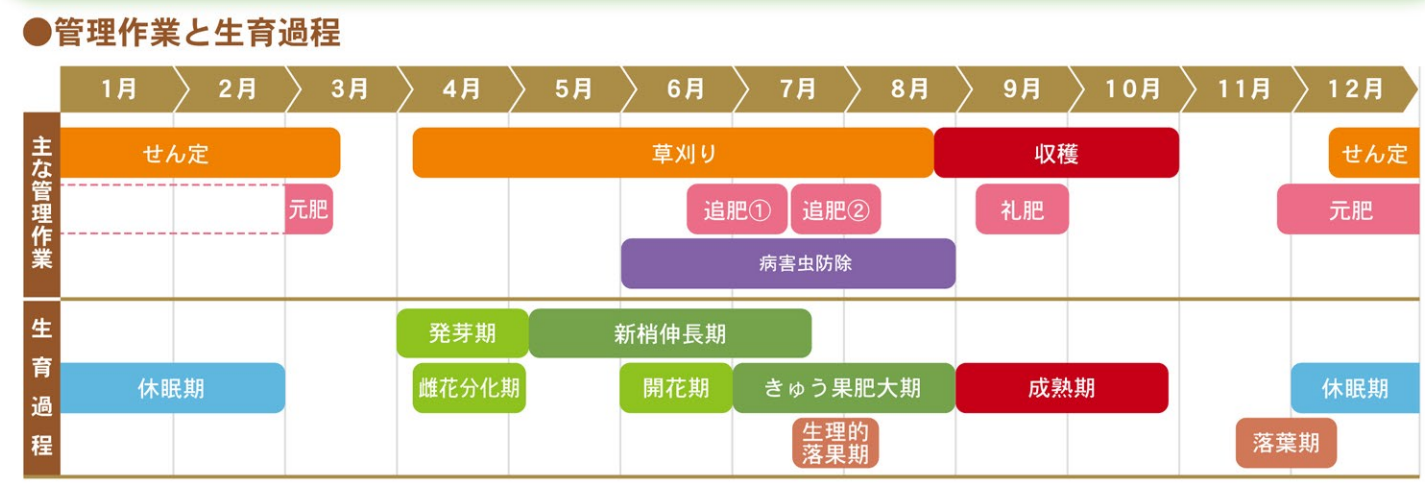 ●管理作業と生育過程
1月 2月 3月 4月 5月 6月 7月 8月 9月 10月 11月 12月
主な管理作業
せん定 草刈り 収穫 せん定
元肥 追肥① 追肥② 礼肥 元肥
病害虫防除
生育過程
発芽期 新梢伸長期
休眠期 雌花分化期 開花期 きゅう果肥大期 成熟期 休眠期
生理的
落果期
落葉期